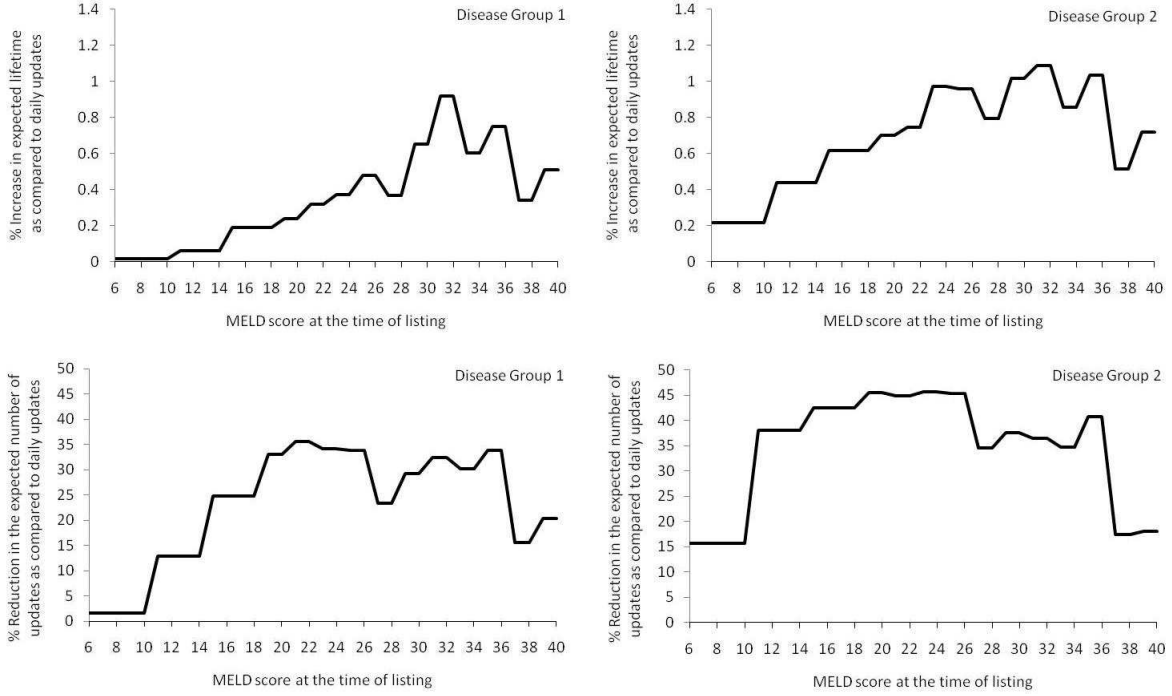 Disease Group 1
% Increase in expected lifetime
as compared to daily updates
1.4
1.2
1
0.8
0.6
0.4
0.2
0
6 8 10 12 14 16 18 20 22 24 26 28 30 32 34 36 38 40
MELD score at the time of listing
Disease Group 2
% Increase in expected lifetime
as compared to daily updates
1.4
1.2
1
0.8
0.6
0.4
0.2
0
6 8 10 12 14 16 18 20 22 24 26 28 30 32 34 36 38 40
MELD score at the time of listing
Disease Group 1
% Reduction in the expected number of
updates as compared to daily updates
50
45
40
35
30
25
20
15
10
5
0
6 8 10 12 14 16 18 20 22 24 26 28 30 32 34 36 38 40
MELD score at the time of listing
Disease Group 2
% Reduction in the expected number of
updates as compared to daily updates
50
45
40
35
30
25
20
15
10
5
0
6 8 10 12 14 16 18 20 22 24 26 28 30 32 34 36 38 40
MELD score at the time of listing